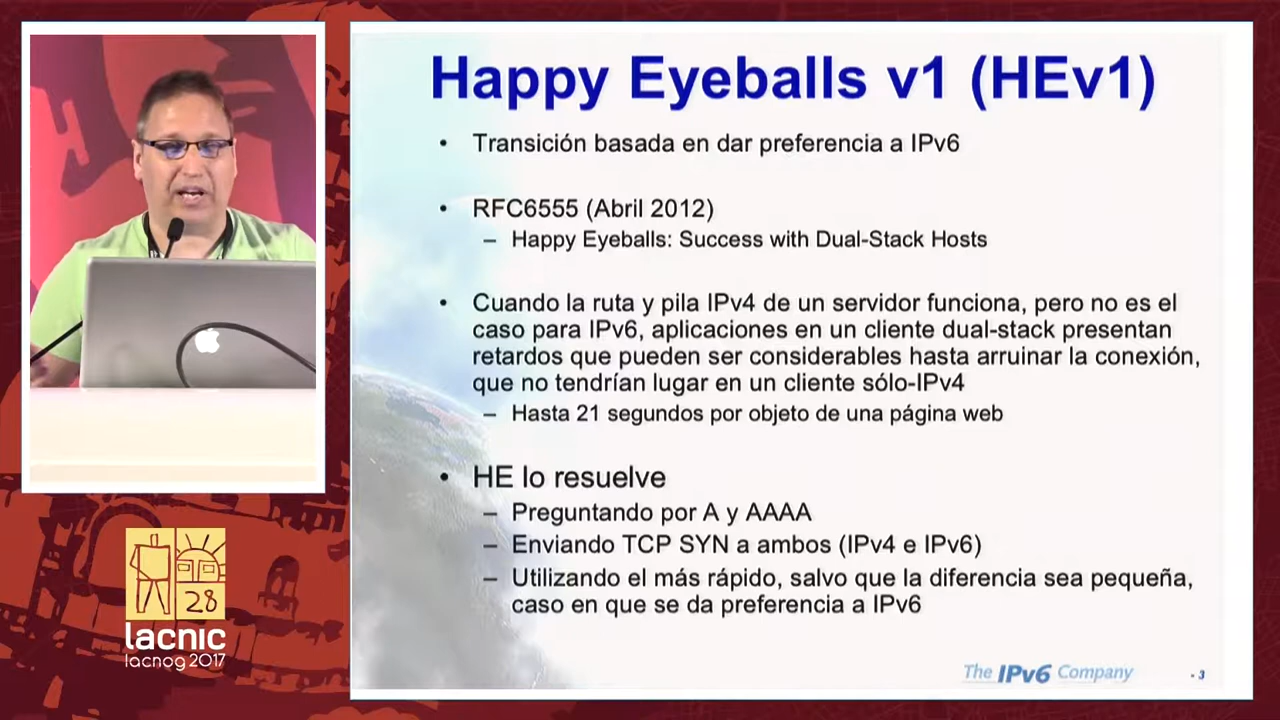 Happy Eyeballs v1 (HEv1)
• Transición basada en dar preferencia a IPv6
• RFC6555 (Abril 2012)
– Happy Eyeballs: Success with Dual-Stack Hosts
• Cuando la ruta y pila IPv4 de un servidor funciona, pero no es el
caso para IPv6, aplicaciones en un cliente dual-stack presentan
retardos que pueden ser considerables hasta arruinar la conexión,
que no tendrían lugar en un cliente sólo-IPv4
– Hasta 21 segundos por objeto de una página web
• HE lo resuelve
– Preguntando por A y AAAA
– Enviando TCP SYN a ambos (IPv4 e IPv6)
– Utilizando el más rápido, salvo que la diferencia sea pequeña,
caso en que se da preferencia a IPv6
The IPv6 Company
- 3
28
lacnic
lacnog 2017